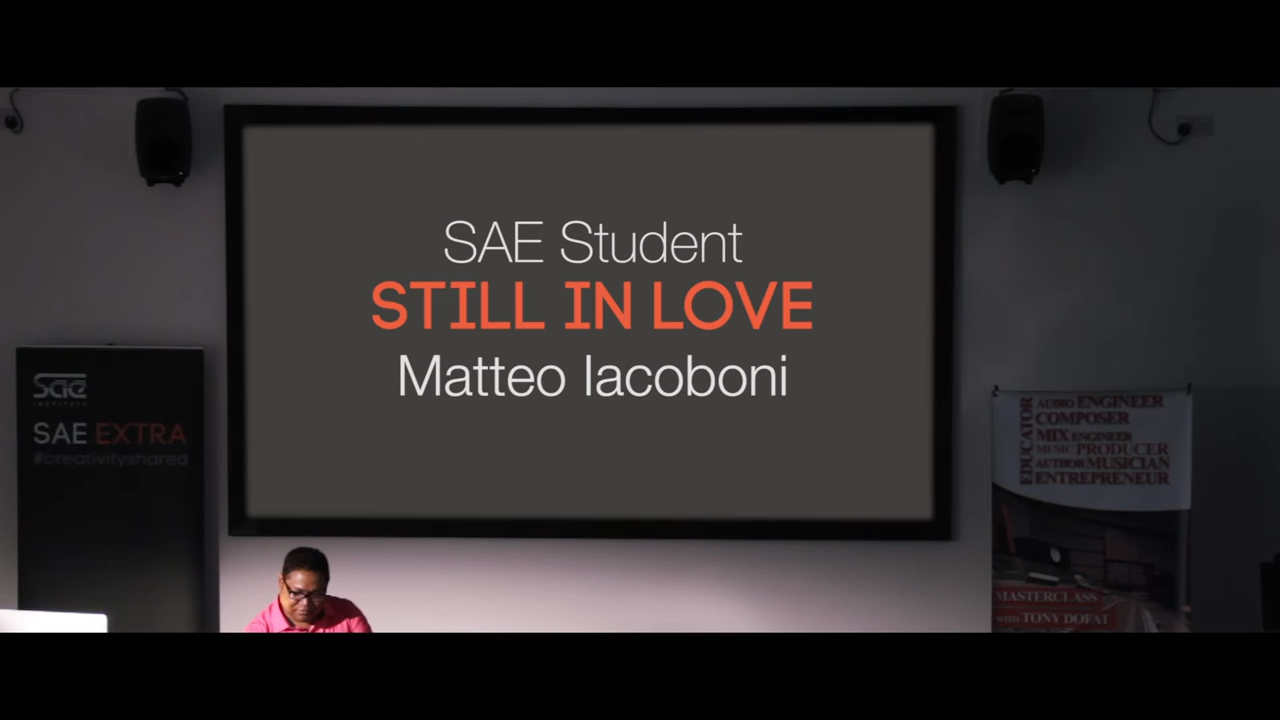 SAE Student
STILL IN LOVE
Matteo Iacoboni
sae
INSTITUTE
SAE EXTRA
#creativityshared
EDUCATOR
AUDIO ENGINEER
COMPOSER
MIX ENGINEER
MUSIC PRODUCER
AUTHOR MUSICIAN
ENTREPRENEUR
MASTERCLASS
WITH TONY DOFAT